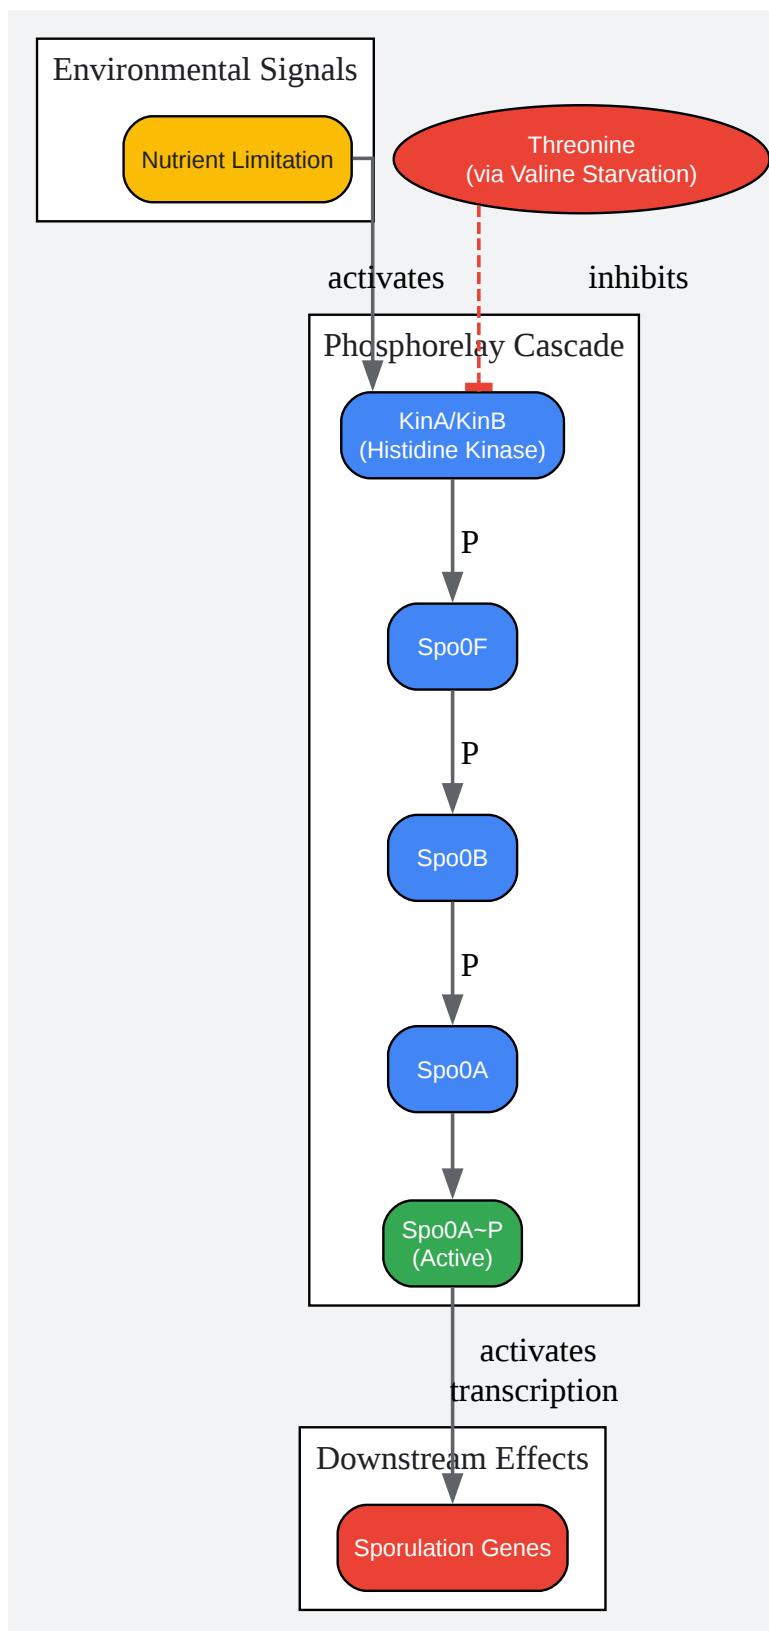 Environmental Signals
Nutrient Limitation
Threonine
(via Valine Starvation)
activates
inhibits
Phosphorelay Cascade
KinA/KinB
(Histidine Kinase)
P
Spo0F
P
Spo0B
P
Spo0A
Spo0A~P
(Active)
activates
transcription
Downstream Effects
Sporulation Genes